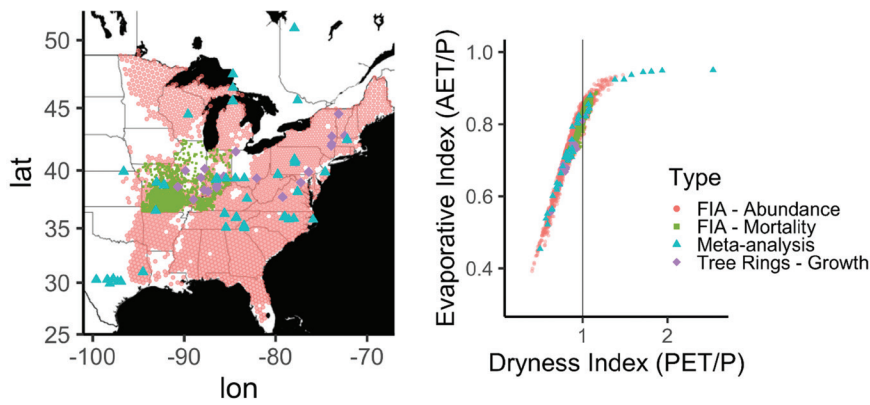 50
45
40
35
30
25
lat
-100
-90
-80
-70
lon
1.0
0.8
0.6
0.4
Evaporative Index (AET/P)
1
2
Dryness Index (PET/P)
Type
FIA - Abundance
FIA - Mortality
Meta-analysis
Tree Rings - Growth